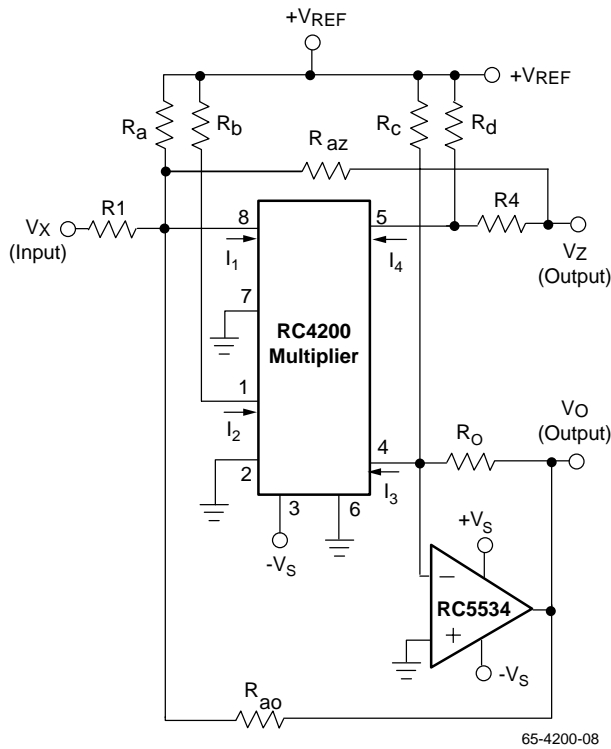 +VREF
+VREF
Ra
Rb
Rc
Rd
Raz
R1
R4
VX
(Input)
8
5
I1
I4
VZ
(Output)
7
RC4200
Multiplier
1
I2
VO
(Output)
RO
4
2
I3
3
6
-VS
+VS
−
RC5534
+
-VS
Rao
65-4200-08